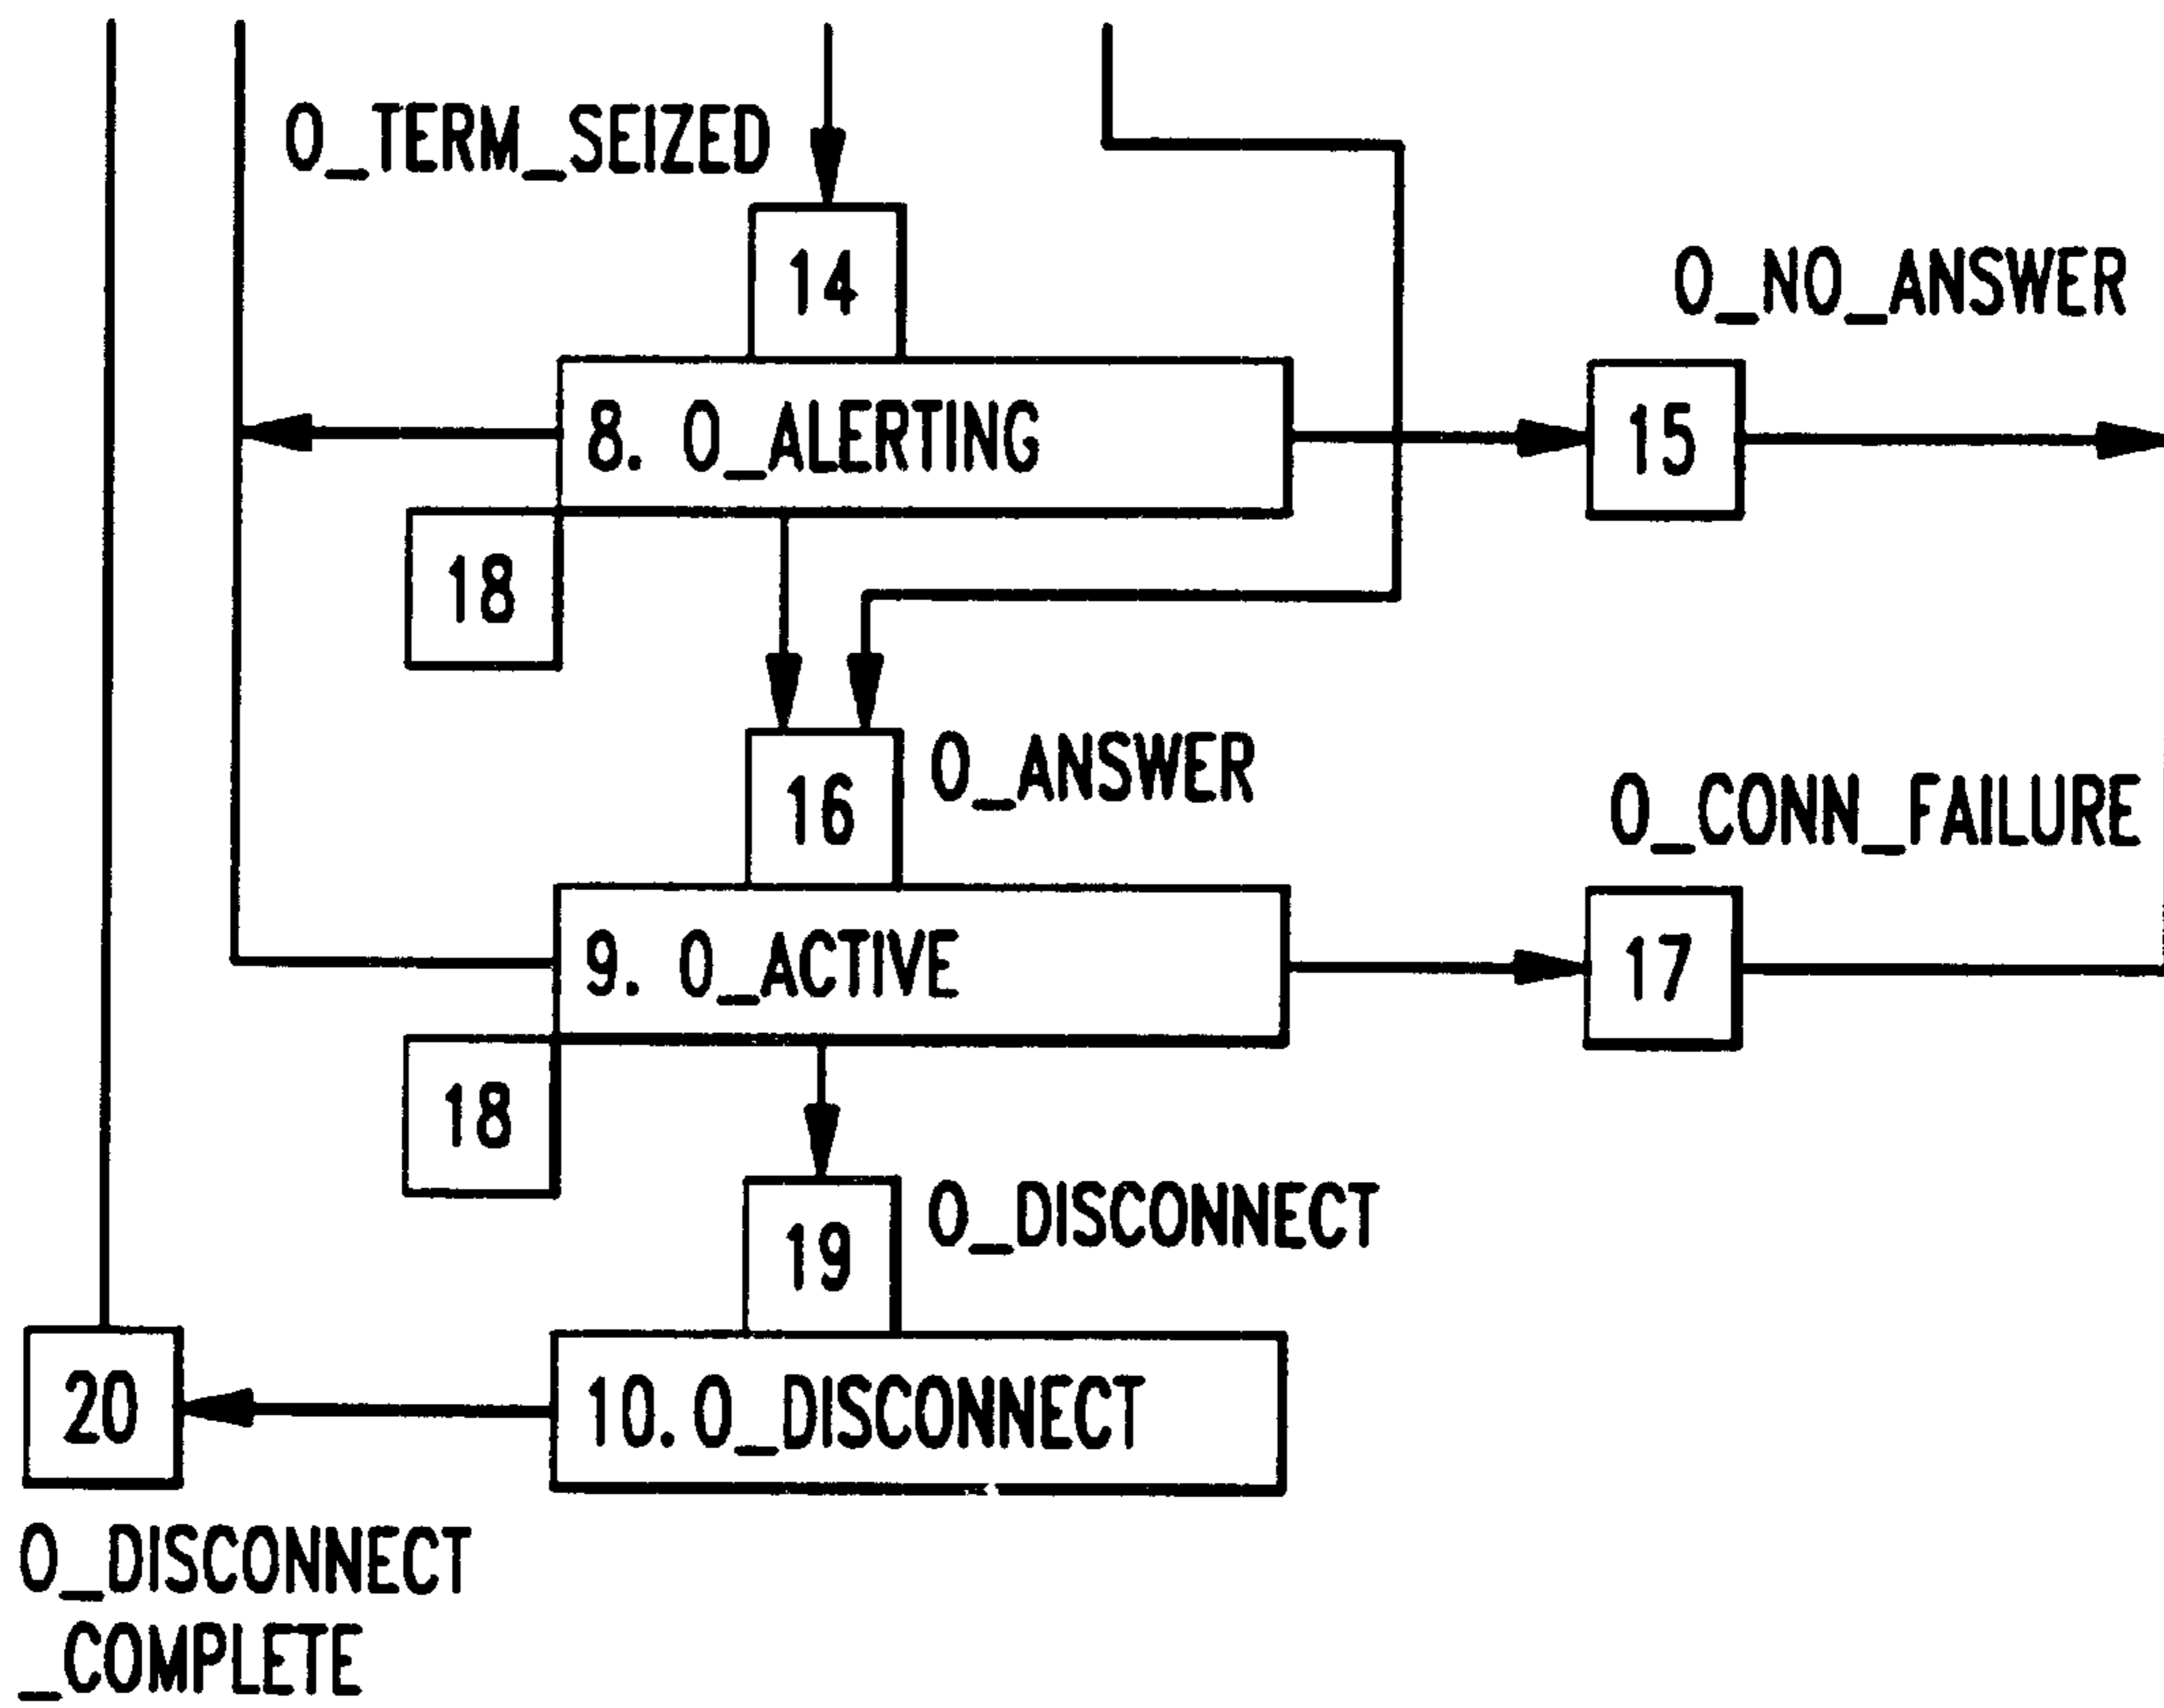 O_TERM_SEIZED
14
O_NO_ANSWER
8. O_ALERTING
15
18
O_ANSWER
16
O_CONN_FAILURE
9. O_ACTIVE
17
18
O_DISCONNECT
19
20
10. O_DISCONNECT
O_DISCONNECT
_COMPLETE